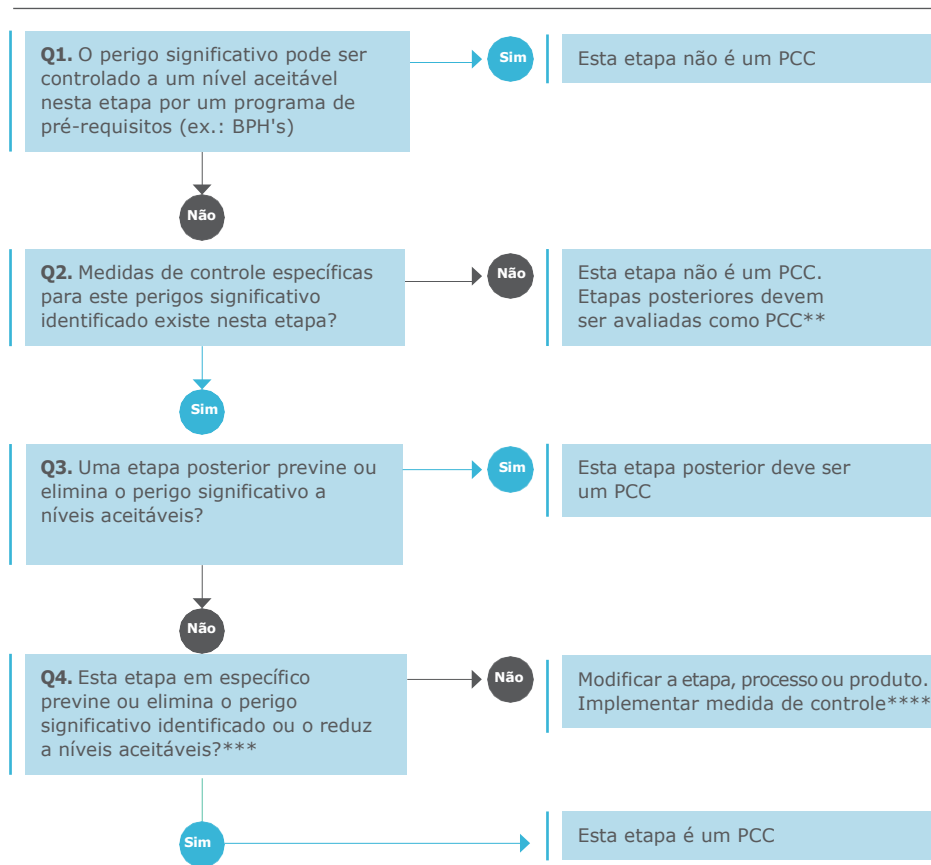 Q1. O perigo significativo pode ser
controlado a um nível aceitável
nesta etapa por um programa de
pré-requisitos (ex.: BPH's)
Sim
Esta etapa não é um PCC
Não
Q2. Medidas de controle específicas
para este perigos significativo
identificado existe nesta etapa?
Não
Esta etapa não é um PCC.
Etapas posteriores devem
ser avaliadas como PCC**
Sim
Q3. Uma etapa posterior previne ou
elimina o perigo significativo a
níveis aceitáveis?
Sim
Esta etapa posterior deve ser
um PCC
Não
Q4. Esta etapa em específico
previne ou elimina o perigo
significativo identificado ou o reduz
a níveis aceitáveis?***
Não
Modificar a etapa, processo ou produto.
Implementar medida de controle****
Sim
Esta etapa é um PCC